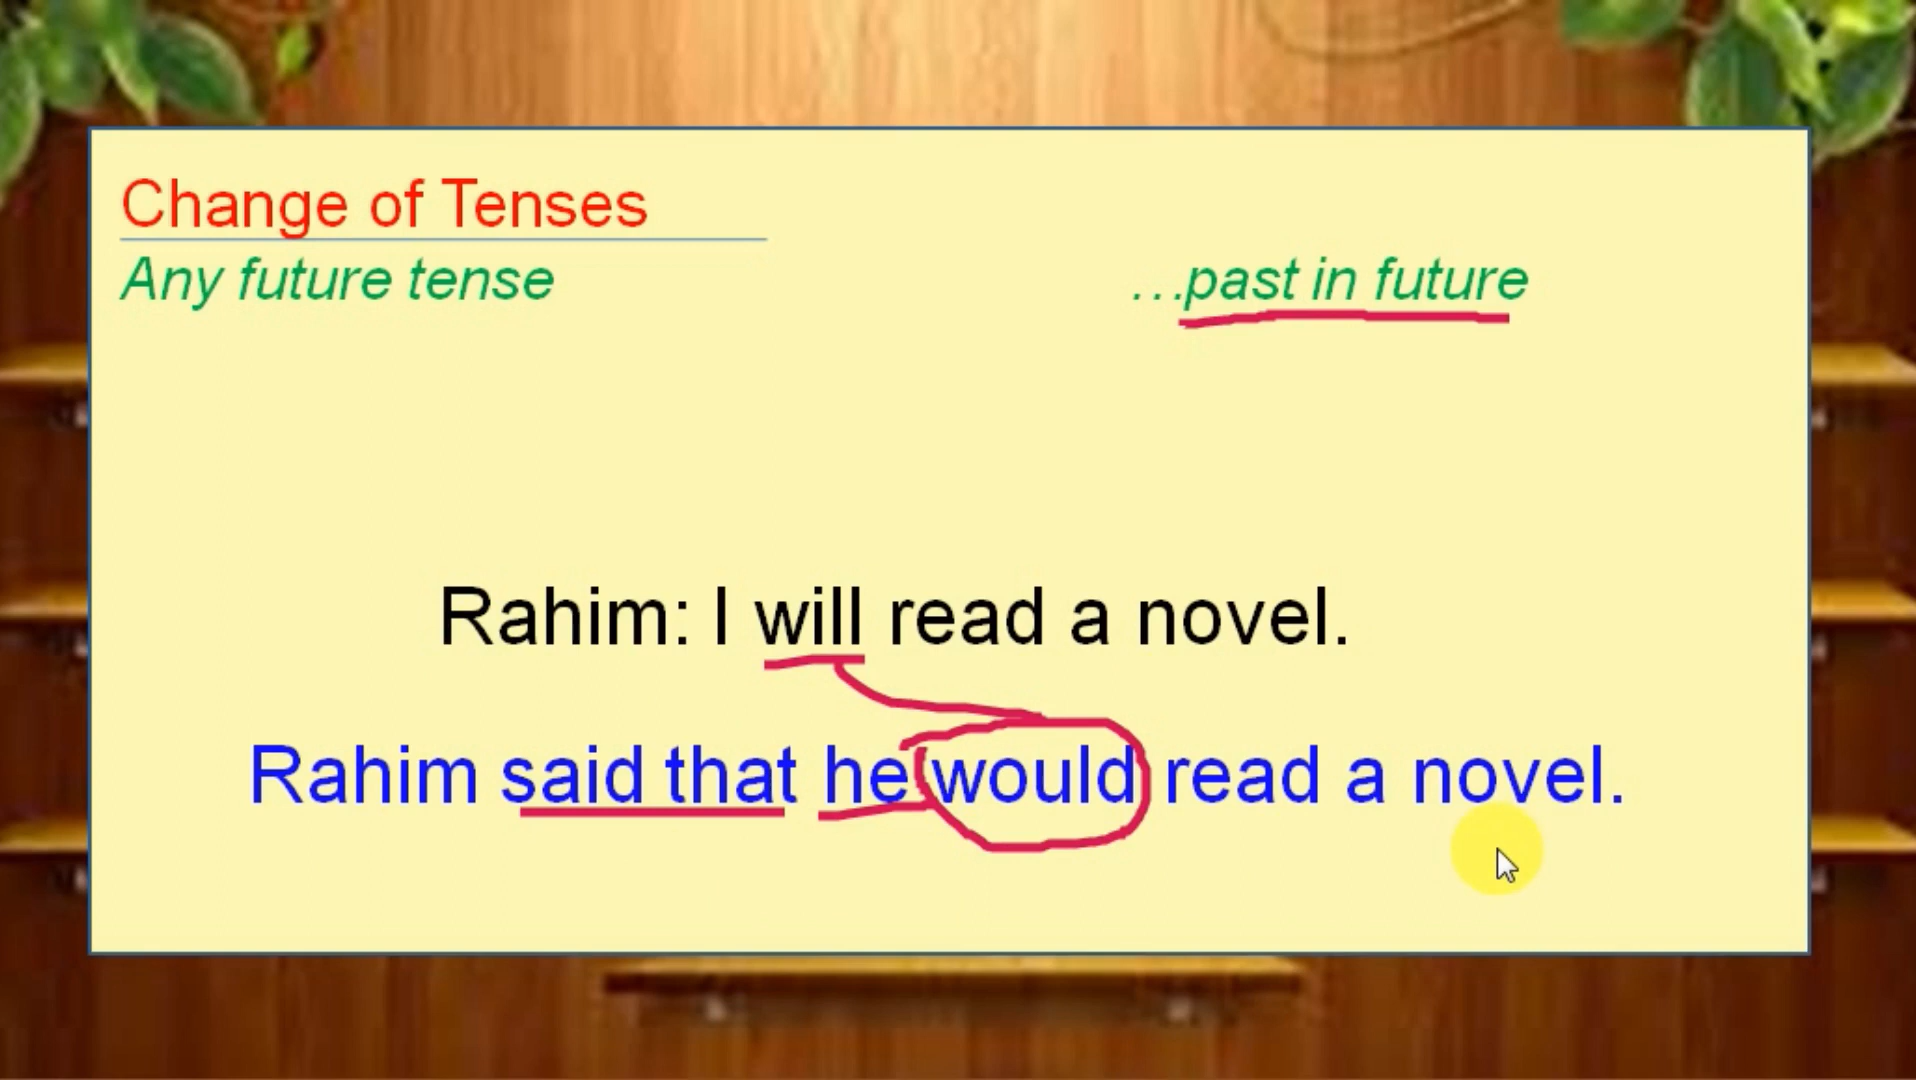 Change of Tenses
Any future tense …past in future
Rahim: I will read a novel.
Rahim said that he would read a novel.